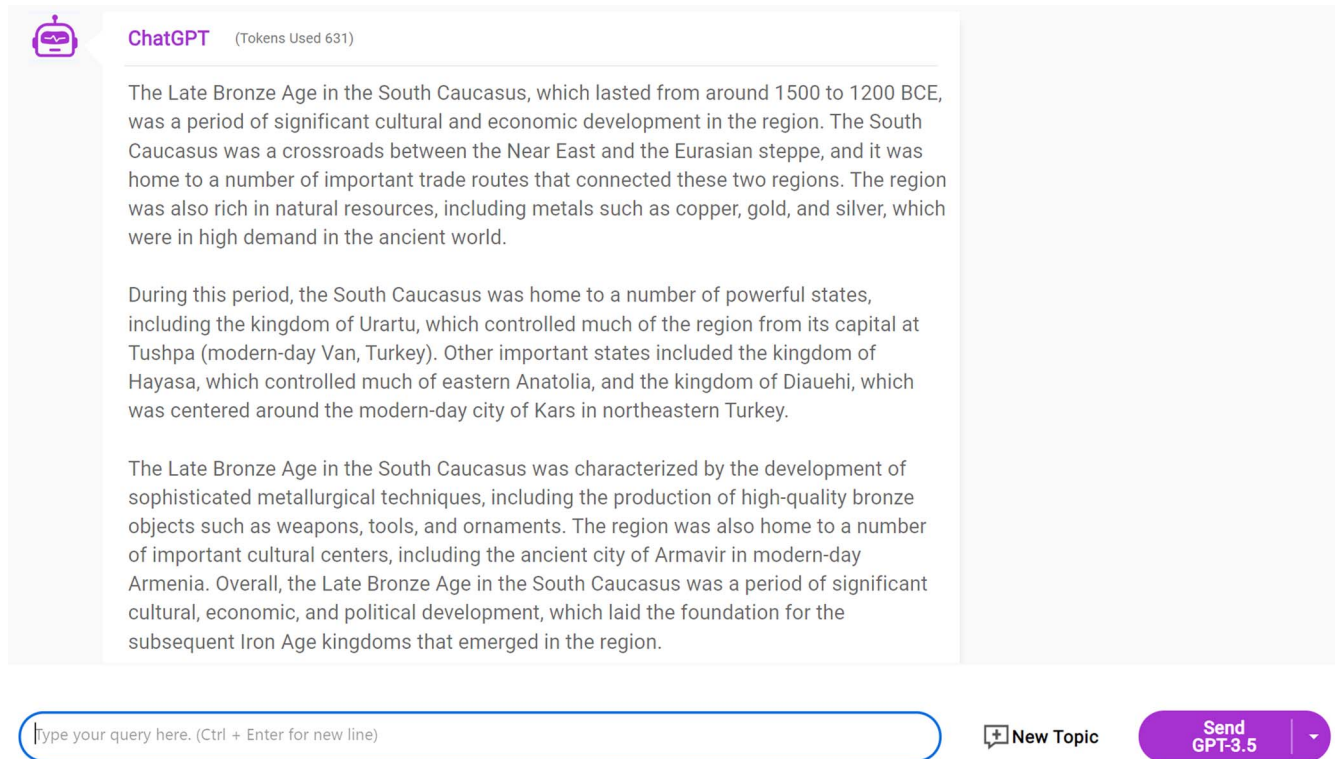 ChatGPT (Tokens Used 631)
The Late Bronze Age in the South Caucasus, which lasted from around 1500 to 1200 BCE,
was a period of significant cultural and economic development in the region. The South
Caucasus was a crossroads between the Near East and the Eurasian steppe, and it was
home to a number of important trade routes that connected these two regions. The region
was also rich in natural resources, including metals such as copper, gold, and silver, which
were in high demand in the ancient world.
During this period, the South Caucasus was home to a number of powerful states,
including the kingdom of Urartu, which controlled much of the region from its capital at
Tushpa (modern-day Van, Turkey). Other important states included the kingdom of
Hayasa, which controlled much of eastern Anatolia, and the kingdom of Diauehi, which
was centered around the modern-day city of Kars in northeastern Turkey.
The Late Bronze Age in the South Caucasus was characterized by the development of
sophisticated metallurgical techniques, including the production of high-quality bronze
objects such as weapons, tools, and ornaments. The region was also home to a number
of important cultural centers, including the ancient city of Armavir in modern-day
Armenia. Overall, the Late Bronze Age in the South Caucasus was a period of significant
cultural, economic, and political development, which laid the foundation for the
subsequent Iron Age kingdoms that emerged in the region.
Type your query here. (Ctrl + Enter for new line)
New Topic
Send
GPT-3.5